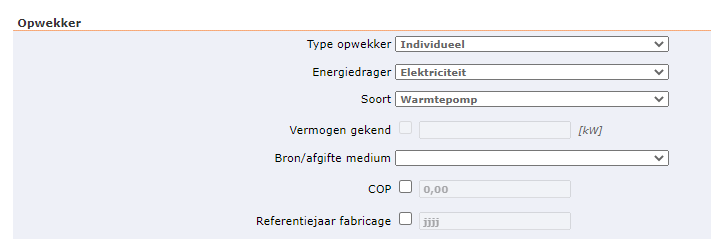 Opwekker
Type opwekker Individueel
Energiedrager Elektriciteit
Soort Warmtepomp
Vermogen gekend [kW]
Bron/afgifte medium
COP 0,00
Referentiejaar fabricage jjjj